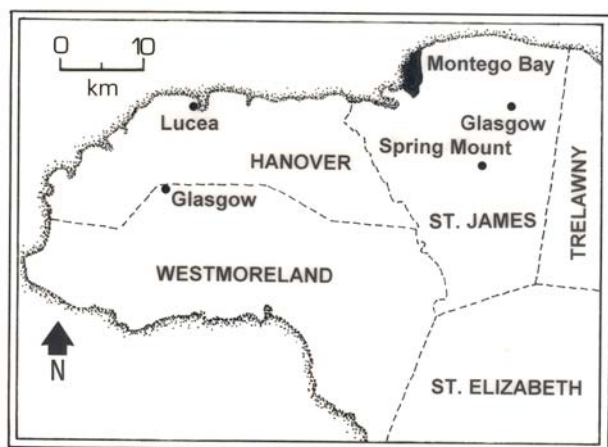 0 10
km
Montego Bay
Lucea
Glasgow
HANOVER
Spring Mount
Glasgow
ST. JAMES
TRELAWNY
WESTMORELAND
N
ST. ELIZABETH